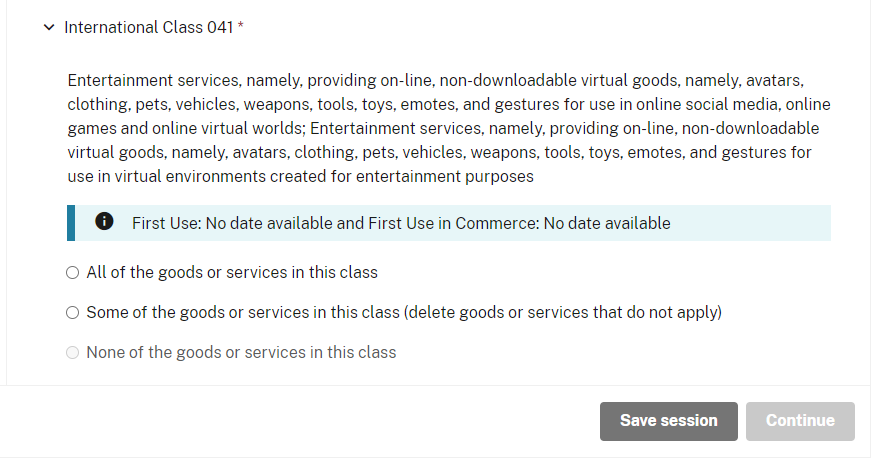 International Class 041 *
Entertainment services, namely, providing on-line, non-downloadable virtual goods, namely, avatars,
clothing, pets, vehicles, weapons, tools, toys, emotes, and gestures for use in online social media, online
games and online virtual worlds; Entertainment services, namely, providing on-line, non-downloadable
virtual goods, namely, avatars, clothing, pets, vehicles, weapons, tools, toys, emotes, and gestures for
use in virtual environments created for entertainment purposes
First Use: No date available and First Use in Commerce: No date available
All of the goods or services in this class
Some of the goods or services in this class (delete goods or services that do not apply)
None of the goods or services in this class
Save session
Continue